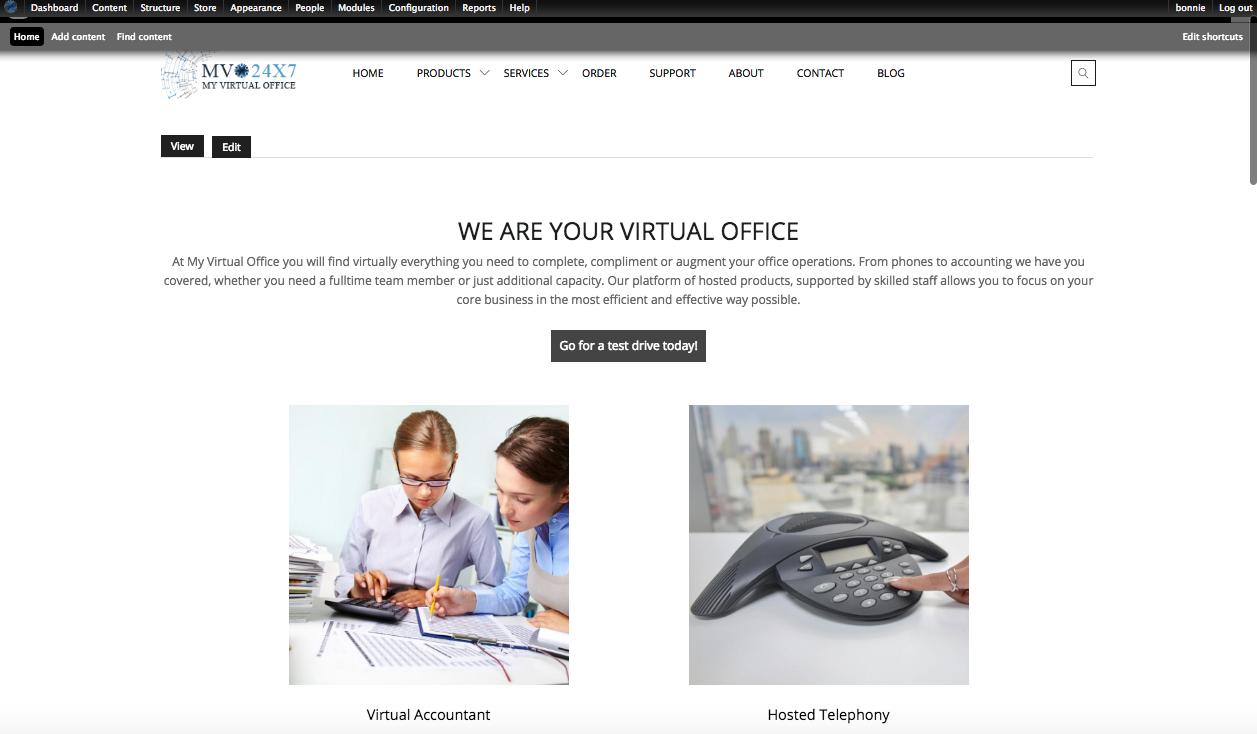 Dashboard Content Structure Store Appearance People Modules Configuration Reports Help bonnie Log out
Home Add content Find content Edit shortcuts
MV 24X7
MY VIRTUAL OFFICE
HOME PRODUCTS SERVICES ORDER SUPPORT ABOUT CONTACT BLOG
View Edit
WE ARE YOUR VIRTUAL OFFICE
At My Virtual Office you will find virtually everything you need to complete, compliment or augment your office operations. From phones to accounting we have you
covered, whether you need a fulltime team member or just additional capacity. Our platform of hosted products, supported by skilled staff allows you to focus on your
core business in the most efficient and effective way possible.
Go for a test drive today!
Virtual Accountant Hosted Telephony